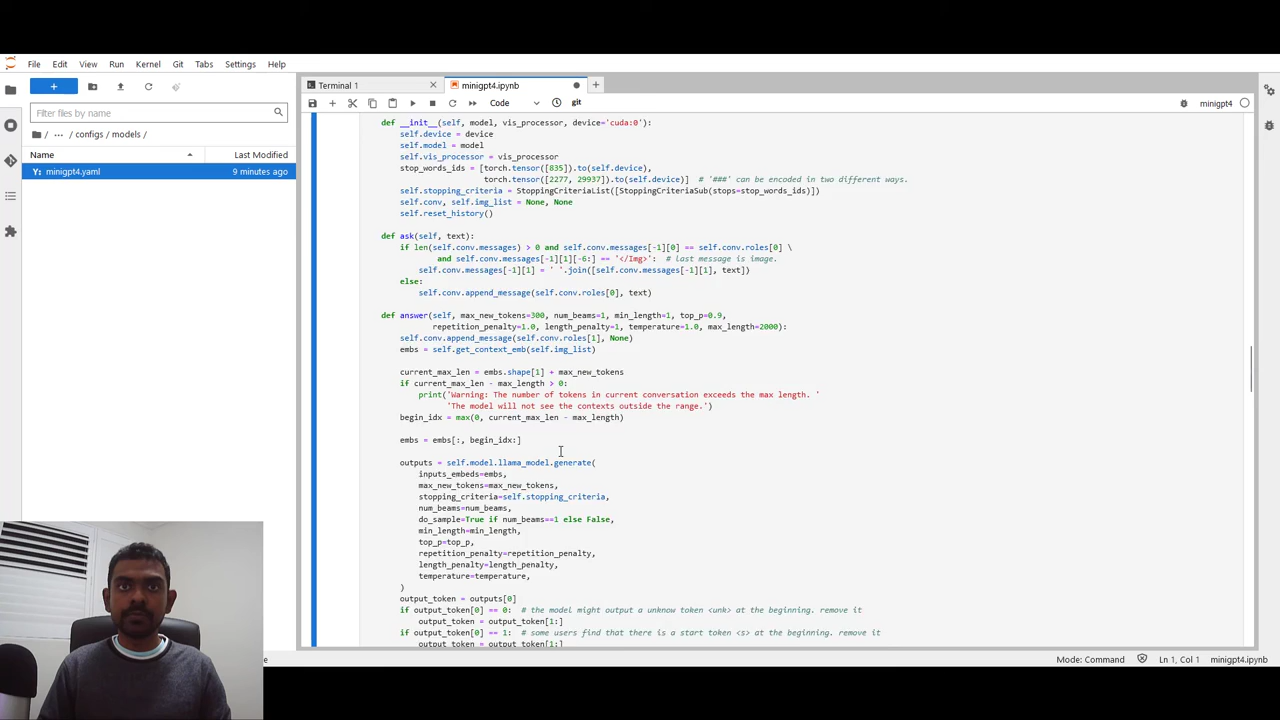 File Edit View Run Kernel Git Tabs Settings Help
Terminal 1
minigpt4.ipynb
Code
git
minigpt4
Filter files by name
/ ... / configs / models /
Name
Last Modified
Y: minigpt4.yaml
9 minutes ago
def __init__(self, model, vis_processor, device='cuda:0'):
self.device = device
self.model = model
self.vis_processor = vis_processor
stop_words_ids = [torch.tensor([835]).to(self.device),
torch.tensor([2277, 29937]).to(self.device)]  # '###' can be encoded in two different ways.
self.stopping_criteria = StoppingCriteriaList([StoppingCriteriaSub(stops=stop_words_ids)])
self.conv, self.img_list = None, None
self.reset_history()
def ask(self, text):
if len(self.conv.messages) > 0 and self.conv.messages[-1][0] == self.conv.roles[0] \
and self.conv.messages[-1][1][-6:] == '</Img>':  # last message is image.
self.conv.messages[-1][1] = ' '.join([self.conv.messages[-1][1], text])
else:
self.conv.append_message(self.conv.roles[0], text)
def answer(self, max_new_tokens=300, num_beams=1, min_length=1, top_p=0.9,
repetition_penalty=1.0, length_penalty=1, temperature=1.0, max_length=2000):
self.conv.append_message(self.conv.roles[1], None)
embs = self.get_context_emb(self.img_list)
current_max_len = embs.shape[1] + max_new_tokens
if current_max_len - max_length > 0:
print('Warning: The number of tokens in current conversation exceeds the max length. '
'The model will not see the contexts outside the range.')
begin_idx = max(0, current_max_len - max_length)
embs = embs[:, begin_idx:]
outputs = self.model.llama_model.generate(
inputs_embeds=embs,
max_new_tokens=max_new_tokens,
stopping_criteria=self.stopping_criteria,
num_beams=num_beams,
do_sample=True if num_beams==1 else False,
min_length=min_length,
top_p=top_p,
repetition_penalty=repetition_penalty,
length_penalty=length_penalty,
temperature=temperature,
)
output_token = outputs[0]
if output_token[0] == 0:  # the model might output a unknow token <unk> at the beginning. remove it
output_token = output_token[1:]
if output_token[0] == 1:  # some users find that there is a start token <s> at the beginning. remove it
output_token = output_token[1:]
Mode: Command
Ln 1, Col 1
minigpt4.ipynb